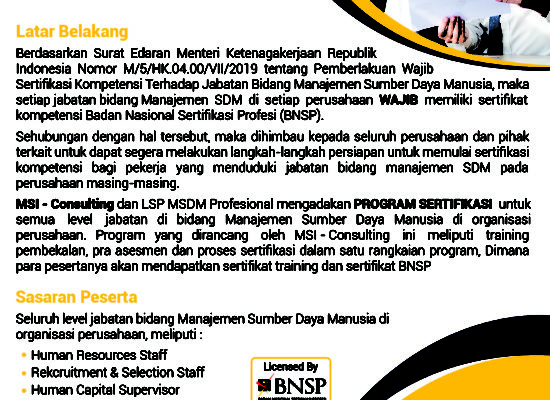 Latar Belakang
Berdasarkan Surat Edaran Menteri Ketenagakerjaan Republik
Indonesia Nomor M/5/HK.04.00/VII/2019 tentang Pemberlakuan Wajib
Sertifikasi Kompetensi Terhadap Jabatan Bidang Manajemen Sumber Daya Manusia, maka
setiap jabatan bidang Manajemen SDM di setiap perusahaan WAJIB memiliki sertifikat
kompetensi Badan Nasional Sertifikasi Profesi (BNSP).
Sehubungan dengan hal tersebut, maka dihimbau kepada seluruh perusahaan dan pihak
terkait untuk dapat segera melakukan langkah-langkah persiapan untuk memulai sertifikasi
kompetensi bagi pekerja yang menduduki jabatan bidang manajemen SDM pada
perusahaan masing-masing.
MSI - Consulting dan LSP MSDM Profesional mengadakan PROGRAM SERTIFIKASI untuk
semua level jabatan di bidang Manajemen Sumber Daya Manusia di organisasi
perusahaan. Program yang dirancang oleh MSI - Consulting ini meliputi training
pembekalan, pra asesmen dan proses sertifikasi dalam satu rangkaian program, Dimana
para pesertanya akan mendapatkan sertifikat training dan sertifikat BNSP
Sasaran Peserta
Seluruh level jabatan bidang Manajemen Sumber Daya Manusia di
organisasi perusahaan, meliputi :
• Human Resources Staff
• Rekcruitment & Selection Staff
• Human Capital Supervisor
Licensed By
BNSP